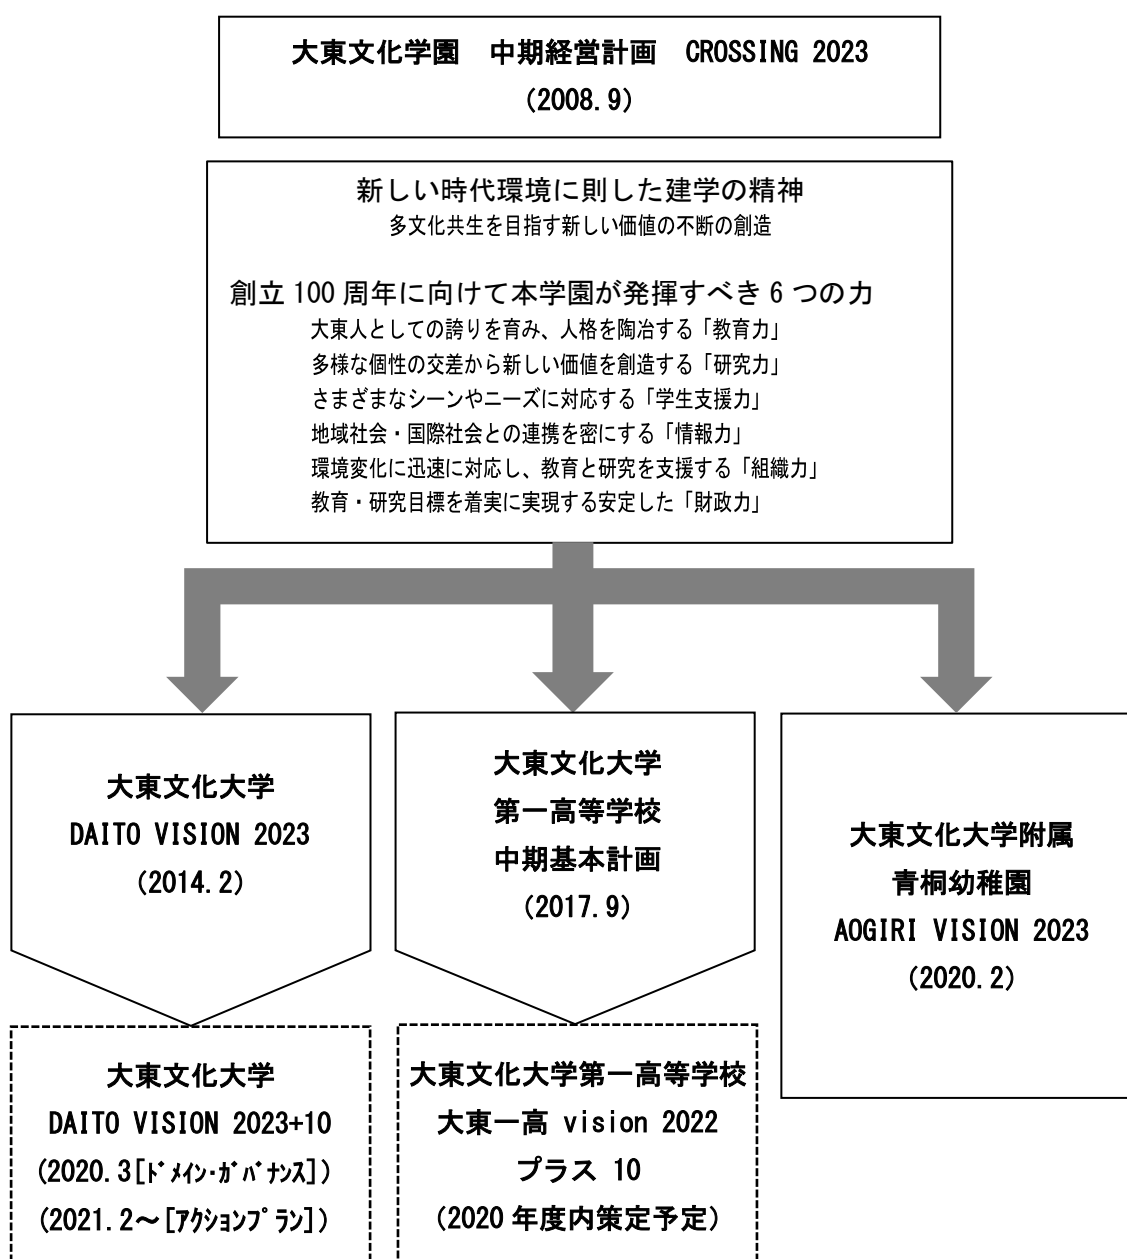 大東文化学園　中期経営計画　CROSSING 2023
(2008.9)
新しい時代環境に則した建学の精神
多文化共生を目指す新しい価値の不断の創造
創立 100 周年に向けて本学園が発揮すべき 6 つの力
大東人としての誇りを育み、人格を陶冶する「教育力」
多様な個性の交差から新しい価値を創造する「研究力」
さまざまなシーンやニーズに対応する「学生支援力」
地域社会・国際社会との連携を密にする「情報力」
環境変化に迅速に対応し、教育と研究を支援する「組織力」
教育・研究目標を着実に実現する安定した「財政力」
大東文化大学
DAITO VISION 2023
(2014.2)
大東文化大学
第一高等学校
中期基本計画
(2017.9)
大東文化大学附属
青桐幼稚園
AOGIRI VISION 2023
(2020.2)
大東文化大学
DAITO VISION 2023+10
(2020.3[ﾄﾞﾒｲﾝ･ｶﾞﾊﾞﾅﾝｽ])
(2021.2～[ｱｸｼｮﾝﾌﾟﾗﾝ])
大東文化大学第一高等学校
大東一高 vision 2022
プラス 10
(2020 年度内策定予定)